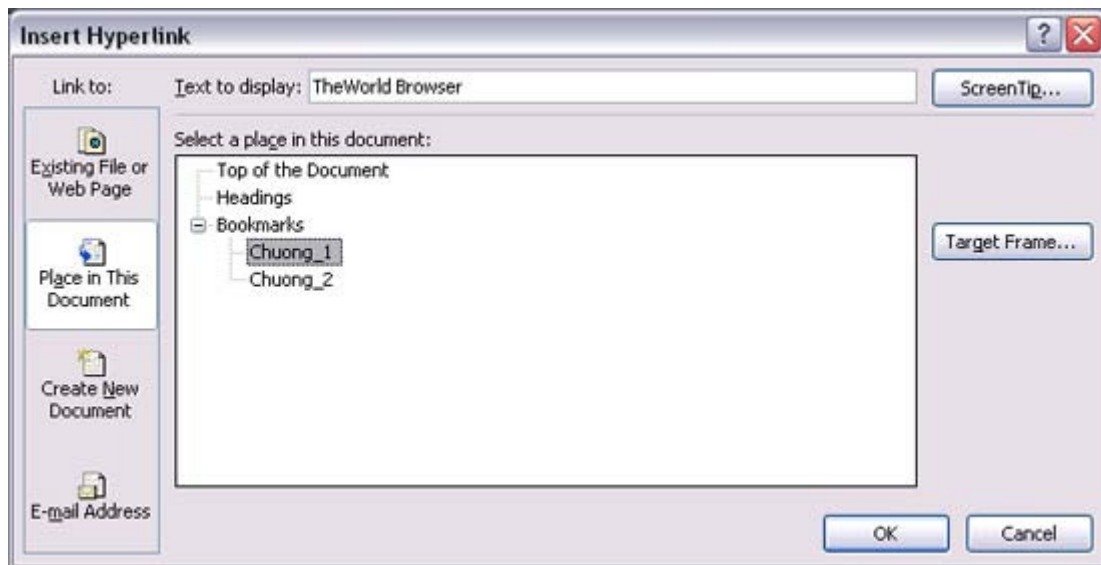 Insert Hyperlink
Link to:
Text to display: TheWorld Browser
ScreenTip...
Select a place in this document:
Existing File or
Web Page
Place in This
Document
Create New
Document
E-mail Address
Top of the Document
Headings
Bookmarks
Chuong_1
Chuong_2
Target Frame...
OK
Cancel